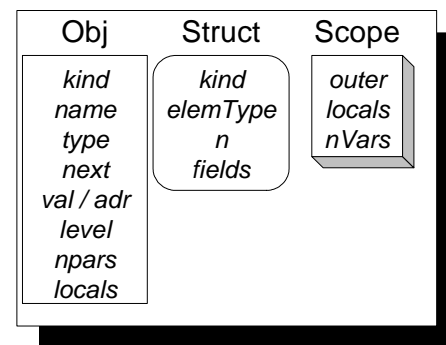 Obj
kind
name
type
next
val / adr
level
npars
locals
Struct
kind
elemType
n
fields
Scope
outer
locals
nVars